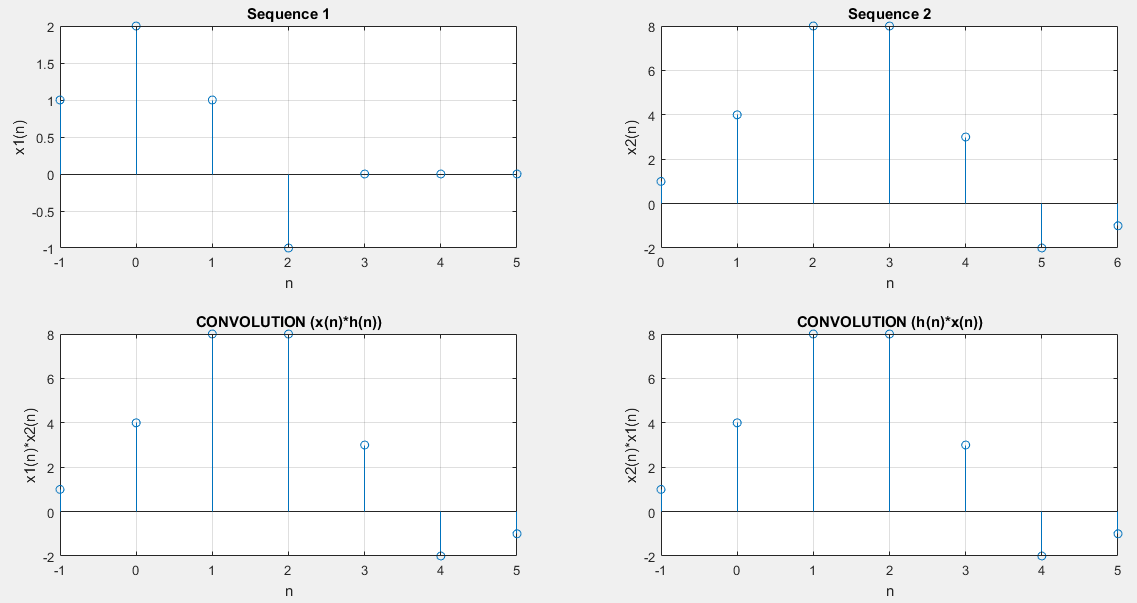 Sequence 1
x1(n)
2
1.5
1
0.5
0
-0.5
-1
-1 0 1 2 3 4 5
n
Sequence 2
x2(n)
8
6
4
2
0
-2
0 1 2 3 4 5 6
n
CONVOLUTION (x(n)*h(n))
x1(n)*x2(n)
8
6
4
2
0
-2
-1 0 1 2 3 4 5
n
CONVOLUTION (h(n)*x(n))
x2(n)*x1(n)
8
6
4
2
0
-2
-1 0 1 2 3 4 5
n